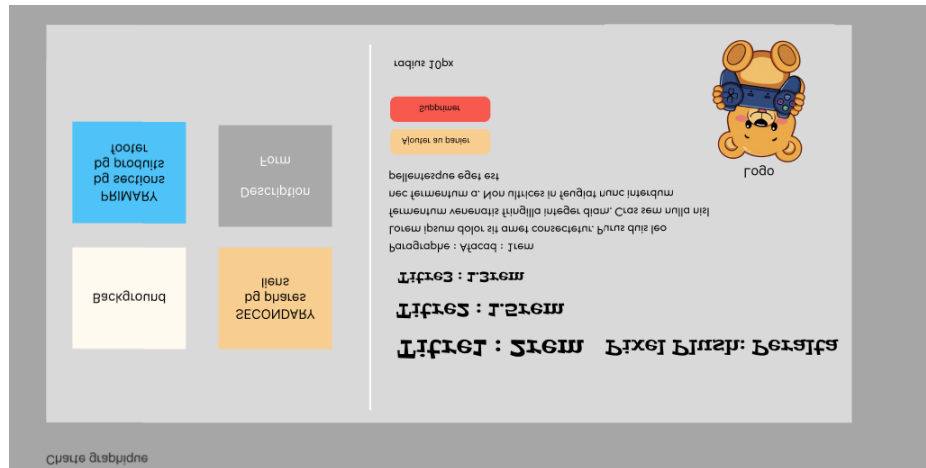 Charte graphique
Background
SECONDARY
bg phares
liens
PRIMARY
bg sections
bg produits
footer
Description
Form
Titre1 : 2rem Pixel Plush: Peralta
Titre2 : 1.5rem
Titre3 : 1.3rem
Paragraphe : Afacad : 1rem
Lorem ipsum dolor sit amet consectetur. Purus duis leo
fermentum venenatis fringilla integer diam. Cras sem nulla nisl
nec fermentum a. Non ultrices in feugiat nunc interdum
pellentesque eget est
Ajouter au panier
Supprimer
radius 10px
Logo